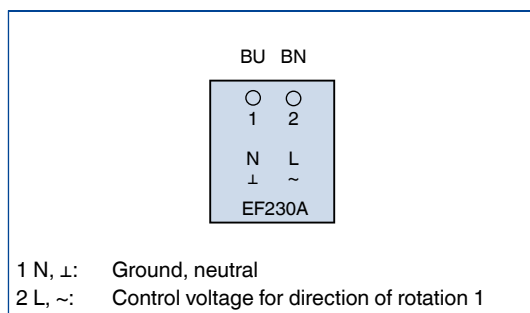 BU BN
1 2
N L
⊥ ~
EF230A
1 N, ⊥: Ground, neutral
2 L, ~: Control voltage for direction of rotation 1